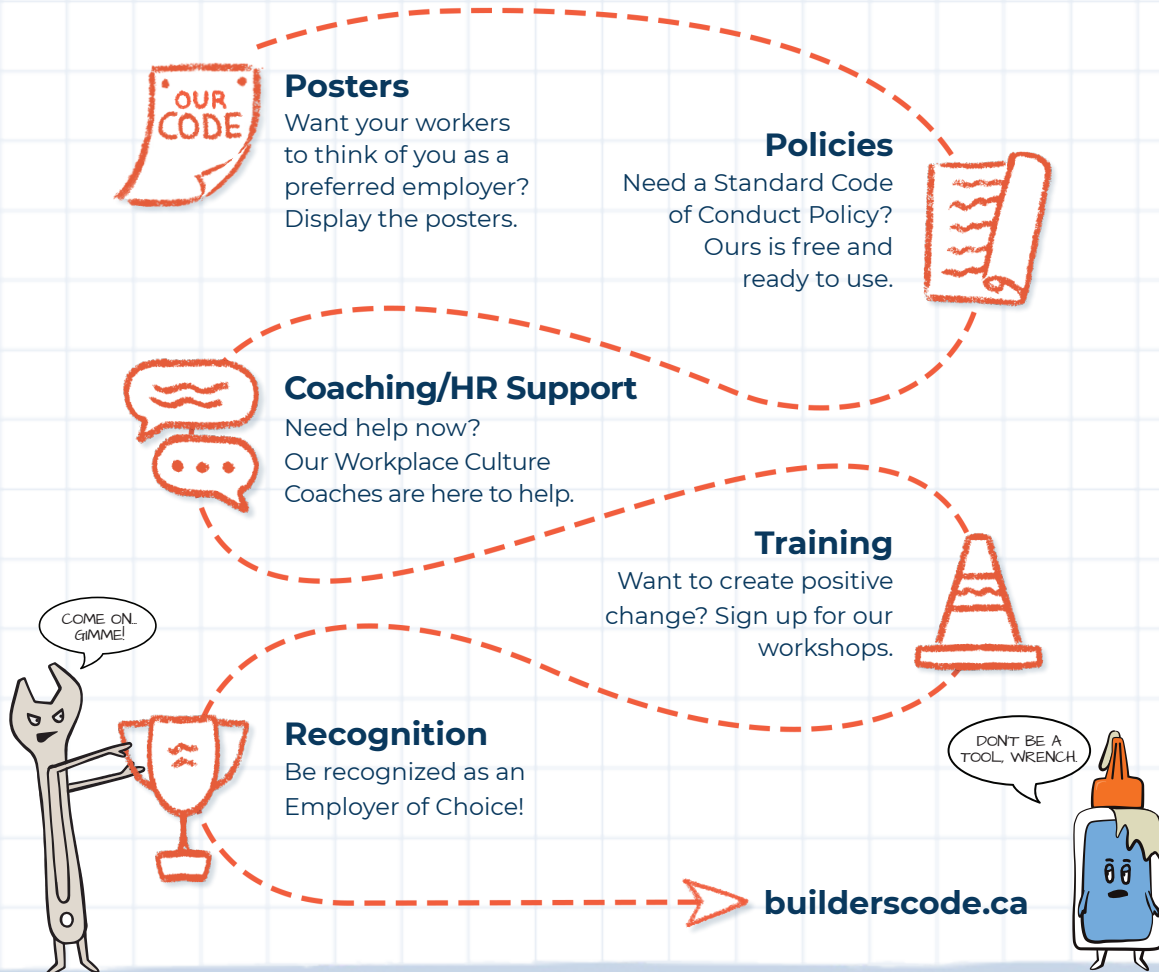 OUR
CODE
Posters
Want your workers
to think of you as a
preferred employer?
Display the posters.
Policies
Need a Standard Code
of Conduct Policy?
Ours is free and
ready to use.
Coaching/HR Support
Need help now?
Our Workplace Culture
Coaches are here to help.
Training
Want to create positive
change? Sign up for our
workshops.
COME ON...
GIMME!
Recognition
Be recognized as an
Employer of Choice!
DON'T BE A
TOOL, WRENCH.
builderscode.ca